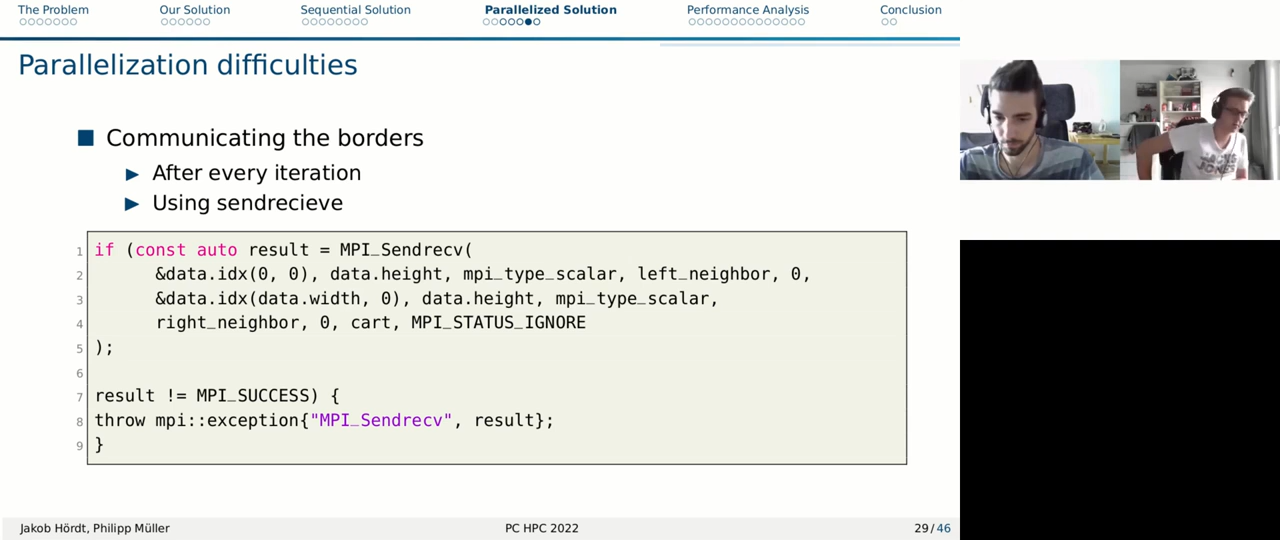 The Problem
Our Solution
Sequential Solution
Parallelized Solution
Performance Analysis
Conclusion
Parallelization difficulties
Communicating the borders
After every iteration
Using sendrecieve
1 if (const auto result = MPI_Sendrecv(
2 &data.idx(0, 0), data.height, mpi_type_scalar, left_neighbor, 0,
3 &data.idx(data.width, 0), data.height, mpi_type_scalar,
4 right_neighbor, 0, cart, MPI_STATUS_IGNORE
5 );
6
7 result != MPI_SUCCESS) {
8 throw mpi::exception{"MPI_Sendrecv", result};
9 }
Jakob Hördt, Philipp Müller
PC HPC 2022
29/46
JACK &
JONES